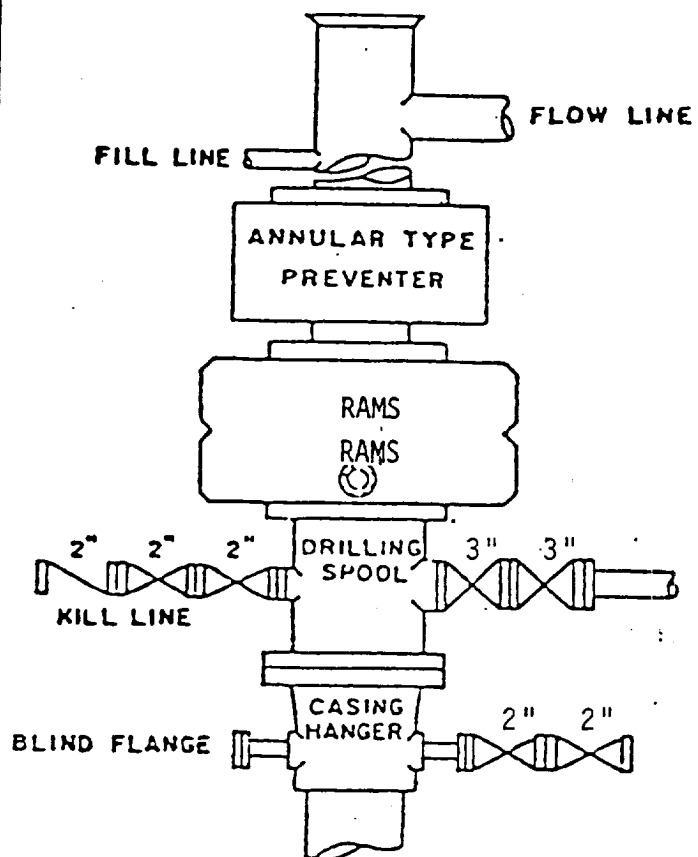 FLOW LINE
FILL LINE
ANNULAR TYPE
PREVENTER
RAMS
RAMS
2" 2" 2"
DRILLING
SPOOL
3" 3"
KILL LINE
CASING
HANGER
2" 2"
BLIND FLANGE